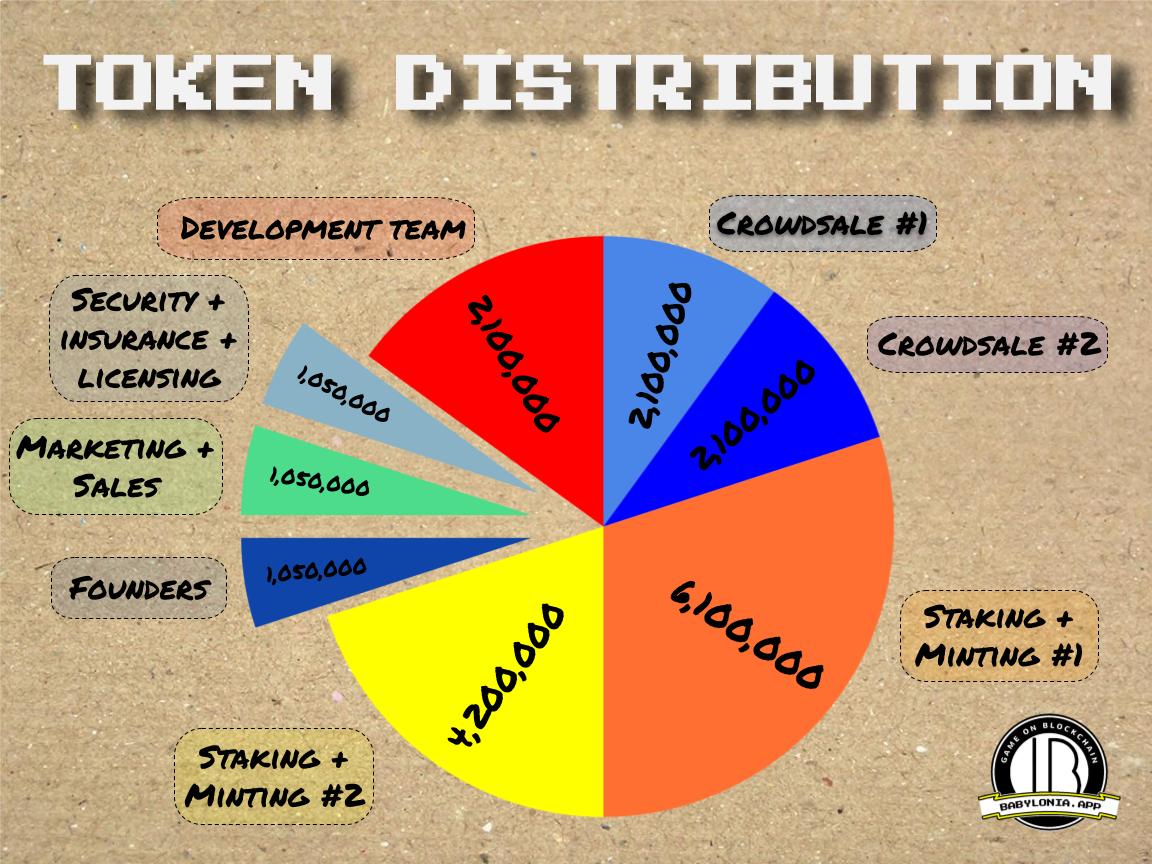 TOKEN DISTRIBUTION
DEVELOPMENT TEAM
CROWDSALE #1
SECURITY +
INSURANCE +
LICENSING
CROWDSALE #2
MARKETING +
SALES
FOUNDERS
STAKING +
MINTING #1
STAKING +
MINTING #2
2,100,000
2,100,000
2,100,000
1,050,000
1,050,000
1,050,000
6,100,000
4,200,000
GAME ON BLOCKCHAIN
B
BABYLONIA.APP